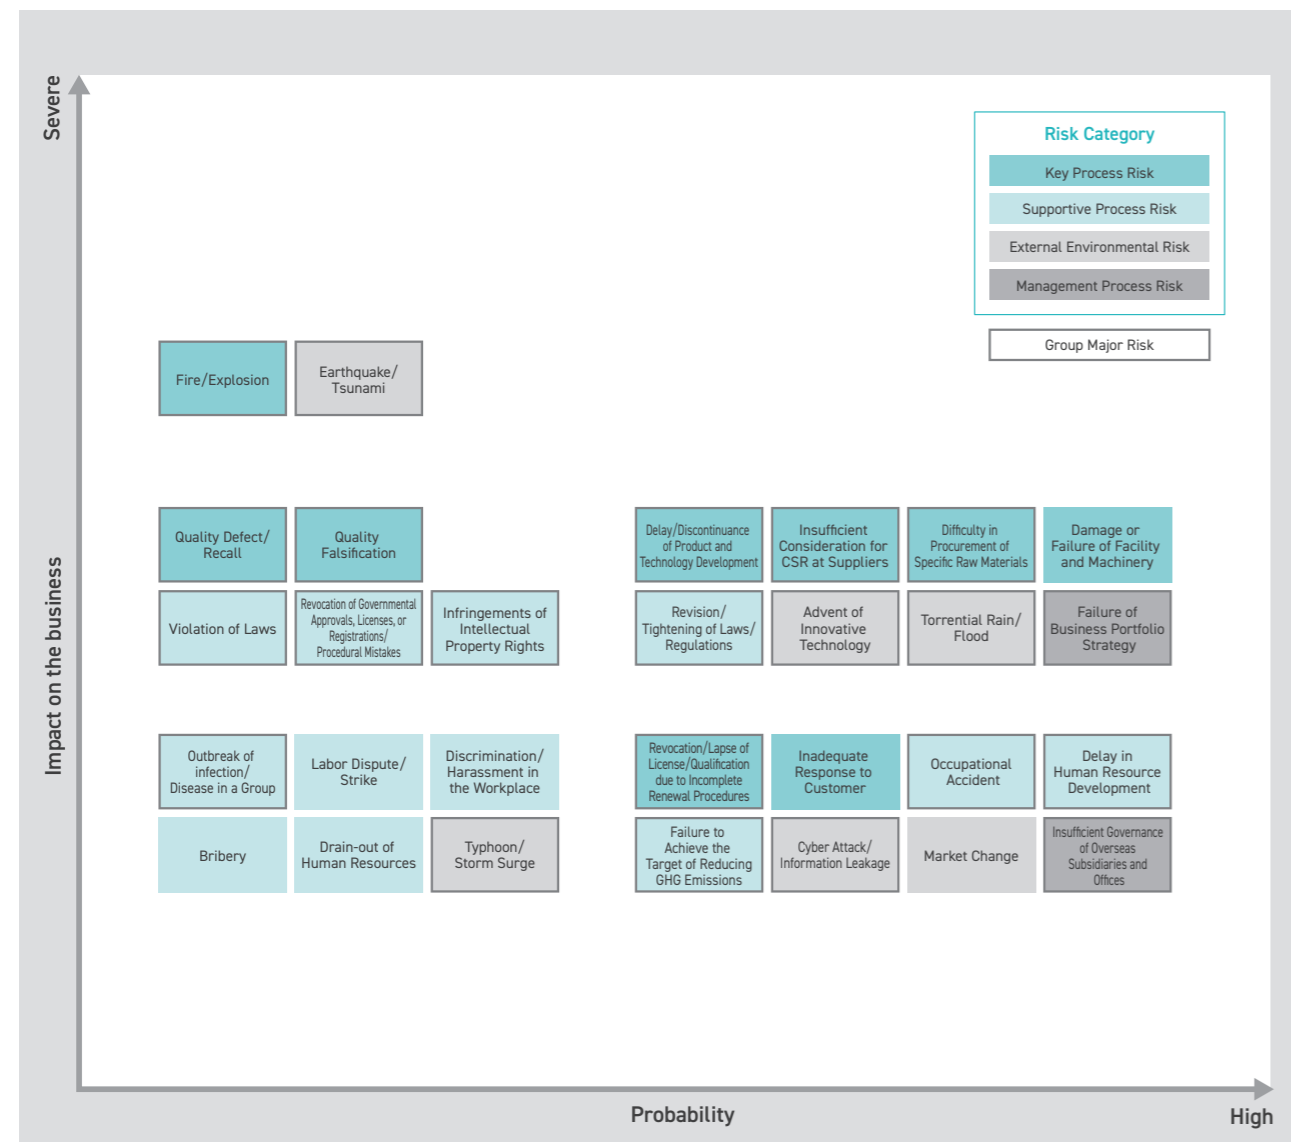 Severe
Impact on the business
Risk Category
Key Process Risk
Supportive Process Risk
External Environmental Risk
Management Process Risk
Group Major Risk
Fire/Explosion
Earthquake/
Tsunami
Quality Defect/
Recall
Quality
Falsification
Delay/Discontinuance
of Product and
Technology Development
Insufficient
Consideration for
CSR at Suppliers
Difficulty in
Procurement of
Specific Raw Materials
Damage or
Failure of Facility
and Machinery
Violation of Laws
Revocation of Governmental
Approvals, Licenses, or
Registrations/
Procedural Mistakes
Infringements of
Intellectual
Property Rights
Revision/
Tightening of Laws/
Regulations
Advent of
Innovative
Technology
Torrential Rain/
Flood
Failure of
Business Portfolio
Strategy
Outbreak of
infection/
Disease in a Group
Labor Dispute/
Strike
Discrimination/
Harassment in
the Workplace
Revocation/Lapse of
License/Qualification
due to Incomplete
Renewal Procedures
Inadequate
Response to
Customer
Occupational
Accident
Delay in
Human Resource
Development
Bribery
Drain-out of
Human Resources
Typhoon/
Storm Surge
Failure to
Achieve the
Target of Reducing
GHG Emissions
Cyber Attack/
Information Leakage
Market Change
Insufficient Governance
of Overseas
Subsidiaries and
Offices
Probability
High